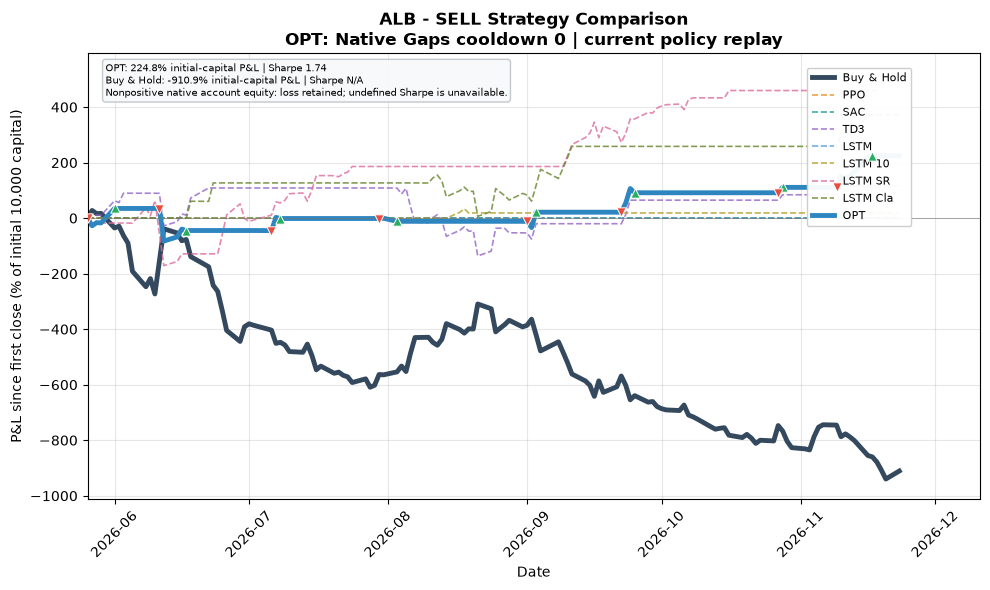 ALB - SELL Strategy Comparison
OPT: Native Gaps cooldown 0 | current policy replay
OPT: 224.8% initial-capital P&L | Sharpe 1.74
Buy & Hold: -910.9% initial-capital P&L | Sharpe N/A
Nonpositive native account equity: loss retained; undefined Sharpe is unavailable.
Buy & Hold
PPO
SAC
TD3
LSTM
LSTM 10
LSTM SR
LSTM Cla
OPT
P&L since first close (% of initial 10,000 capital)
400
200
0
−200
−400
−600
−800
−1000
2026-06
2026-07
2026-08
2026-09
2026-10
2026-11
2026-12
Date